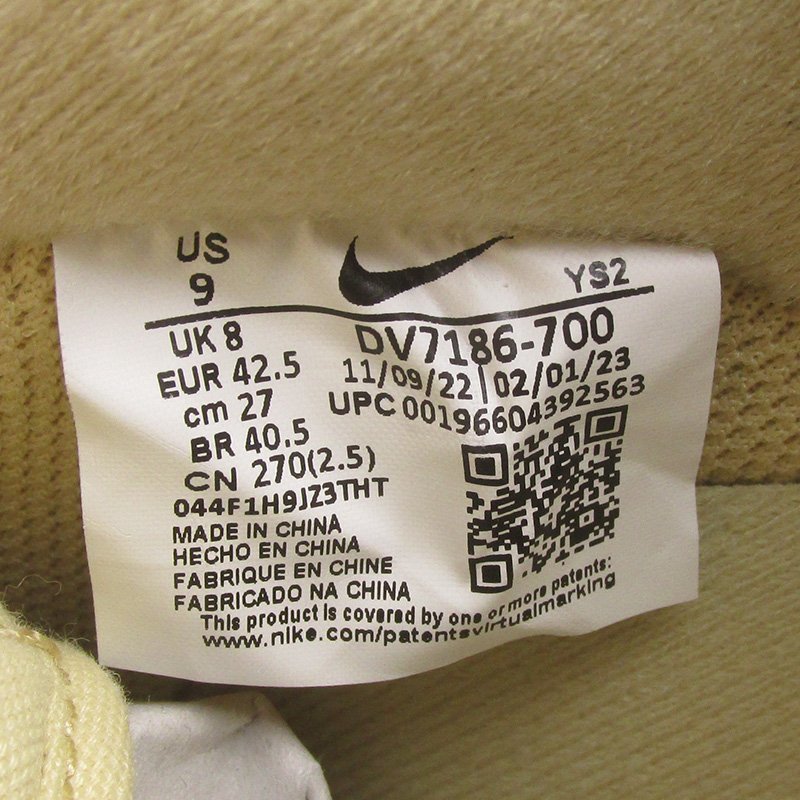 US
9
YS2
UK 8
EUR 42.5
cm 27
BR 40.5
CN 270(2.5)
DV7186-700
11/09/22|02/01/23
UPC 00196604392563
044F1H9JZ3THT
MADE IN CHINA
HECHO EN CHINA
FABRIQUE EN CHINE
FABRICADO NA CHINA
This product is covered by one or more patents:
www.nike.com/patentsvirtualmarking